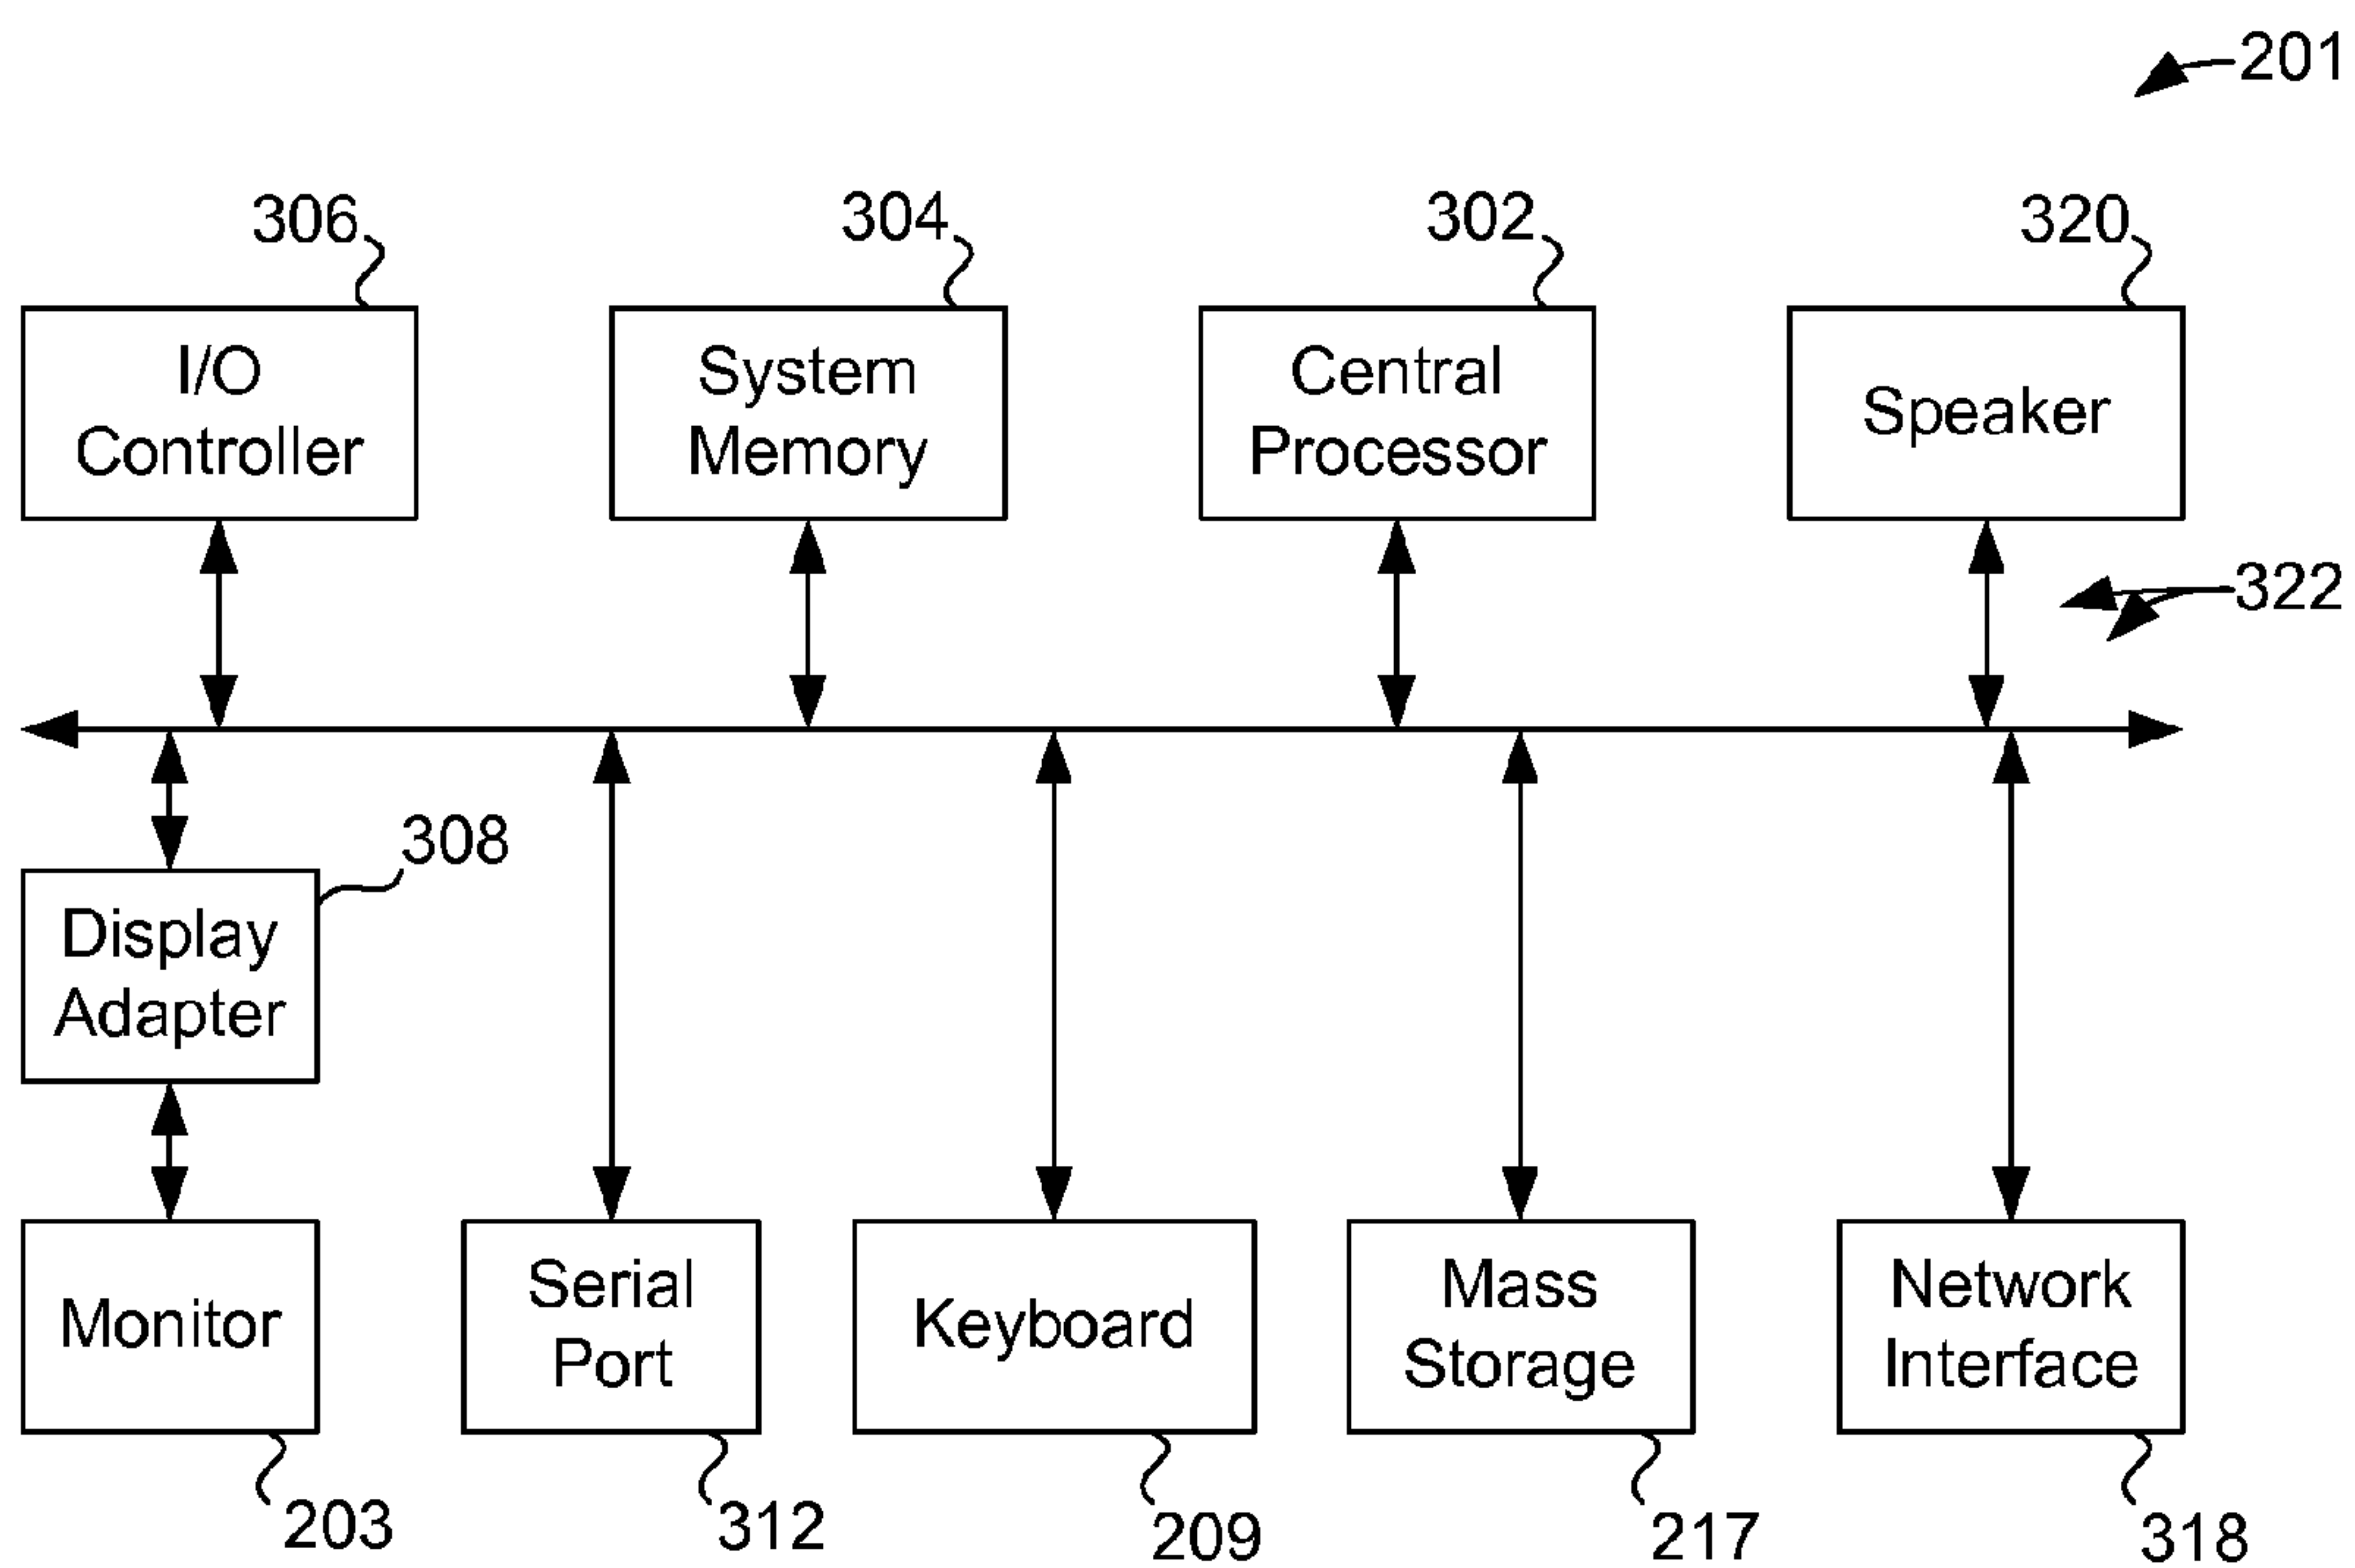 201
306
304
302
320
I/O
Controller
System
Memory
Central
Processor
Speaker
322
308
Display
Adapter
Monitor
Serial
Port
Keyboard
Mass
Storage
Network
Interface
203
312
209
217
318